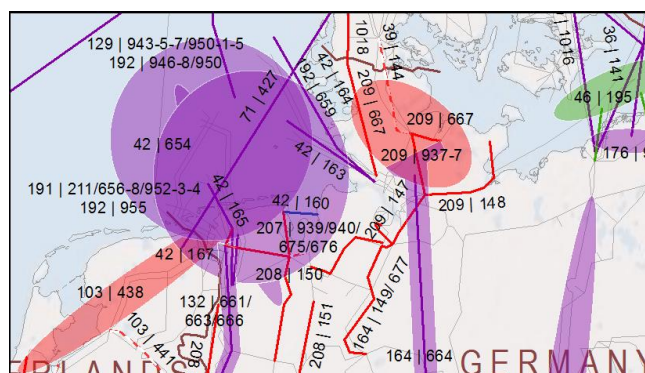 129 | 943-5-7/950-1-5
192 | 946-8/950
71 | 427
192 | 659
42 | 164
1018
209 | 667
39 | 144
1016
36 | 141
46 | 195
209 | 667
42 | 654
209 | 937-7
176 | 9
42 | 163
191 | 211/656-8/952-3-4
192 | 955
42 | 165
42 | 160
209 | 147
209 | 148
207 | 939/940/
675/676
42 | 167
208 | 150
103 | 438
132 | 661/
663/666
164 | 149/ 677
103 | 441
208
208 | 151
164 | 664
ERLANDS
GERMANY